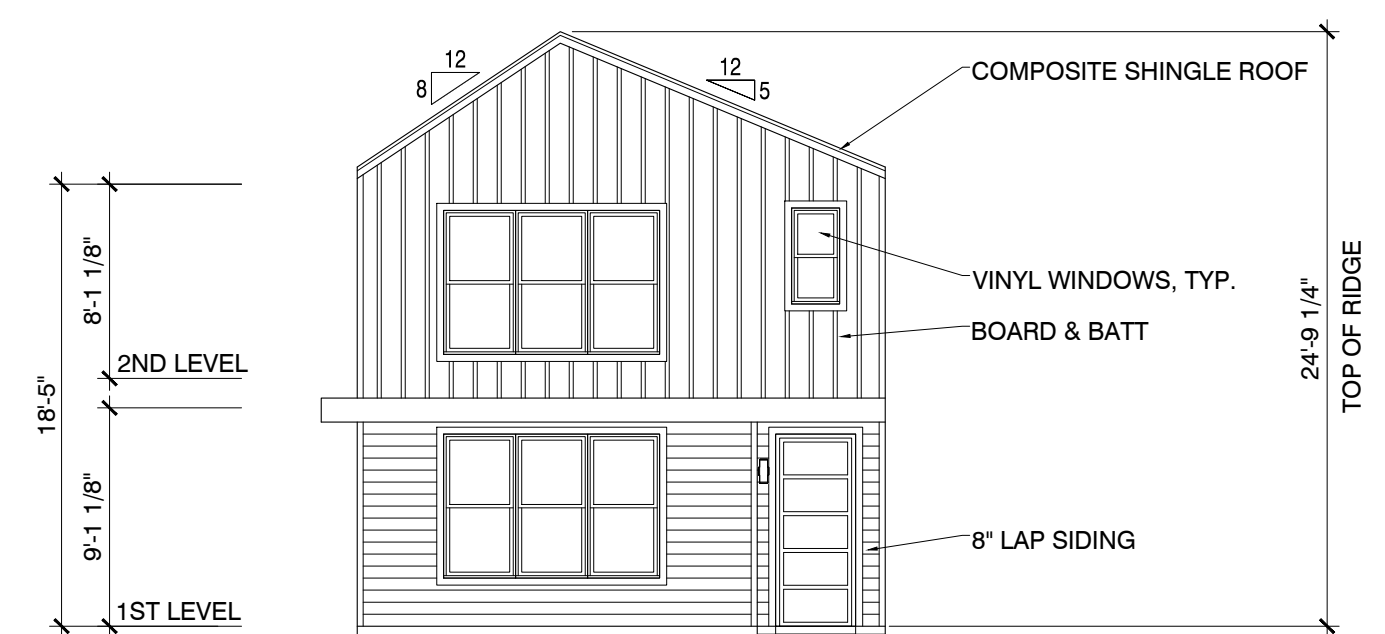 12
8
12
5
COMPOSITE SHINGLE ROOF
VINYL WINDOWS, TYP.
BOARD & BATT
8" LAP SIDING
8'-1 1/8"
2ND LEVEL
18'-5"
9'-1 1/8"
1ST LEVEL
24'-9 1/4"
TOP OF RIDGE